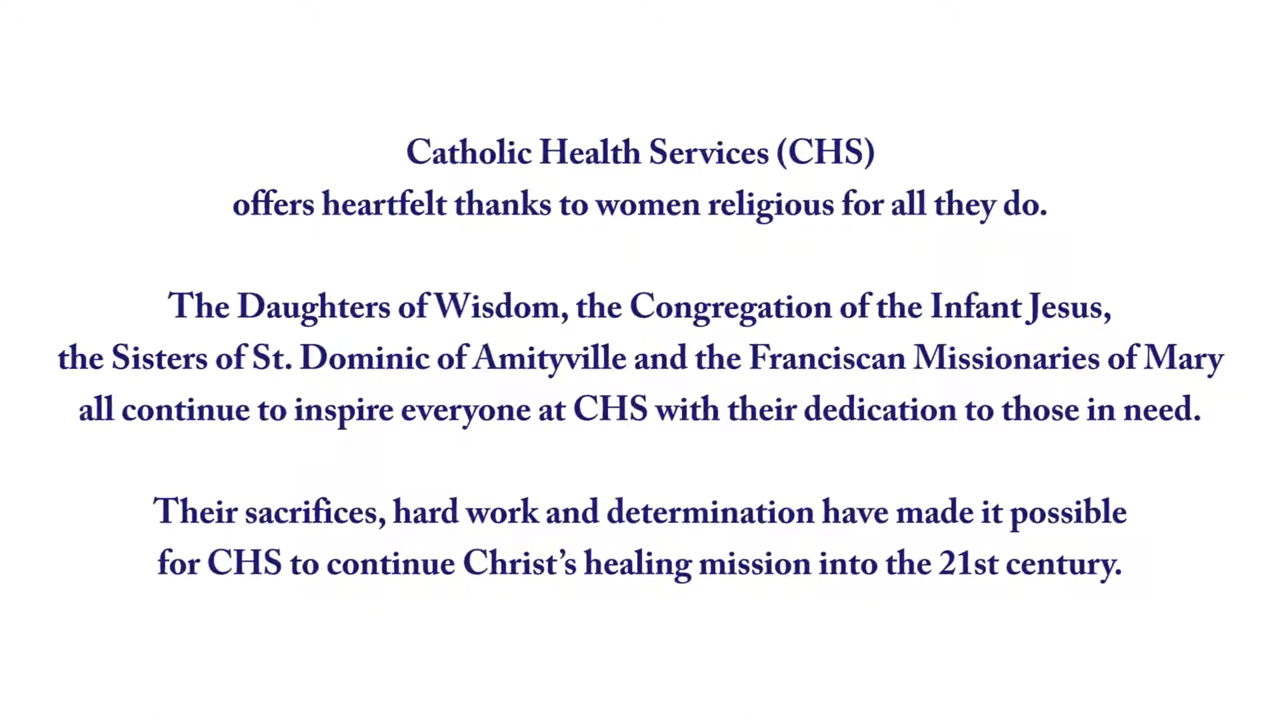 Catholic Health Services (CHS)
offers heartfelt thanks to women religious for all they do.
The Daughters of Wisdom, the Congregation of the Infant Jesus,
the Sisters of St. Dominic of Amityville and the Franciscan Missionaries of Mary
all continue to inspire everyone at CHS with their dedication to those in need.
Their sacrifices, hard work and determination have made it possible
for CHS to continue Christ’s healing mission into the 21st century.